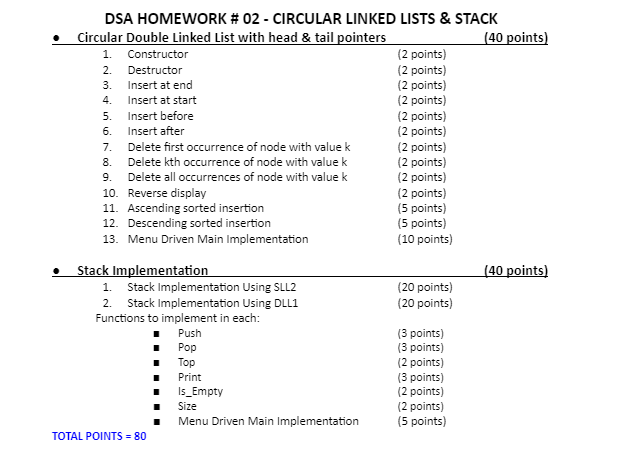 DSA HOMEWORK # 02 - CIRCULAR LINKED LISTS & STACK
• Circular Double Linked List with head & tail pointers (40 points)
1. Constructor (2 points)
2. Destructor (2 points)
3. Insert at end (2 points)
4. Insert at start (2 points)
5. Insert before (2 points)
6. Insert after (2 points)
7. Delete first occurrence of node with value k (2 points)
8. Delete kth occurrence of node with value k (2 points)
9. Delete all occurrences of node with value k (2 points)
10. Reverse display (2 points)
11. Ascending sorted insertion (5 points)
12. Descending sorted insertion (5 points)
13. Menu Driven Main Implementation (10 points)
• Stack Implementation (40 points)
1. Stack Implementation Using SLL2 (20 points)
2. Stack Implementation Using DLL1 (20 points)
Functions to implement in each:
▪ Push (3 points)
▪ Pop (3 points)
▪ Top (2 points)
▪ Print (3 points)
▪ Is_Empty (2 points)
▪ Size (2 points)
▪ Menu Driven Main Implementation (5 points)
TOTAL POINTS = 80